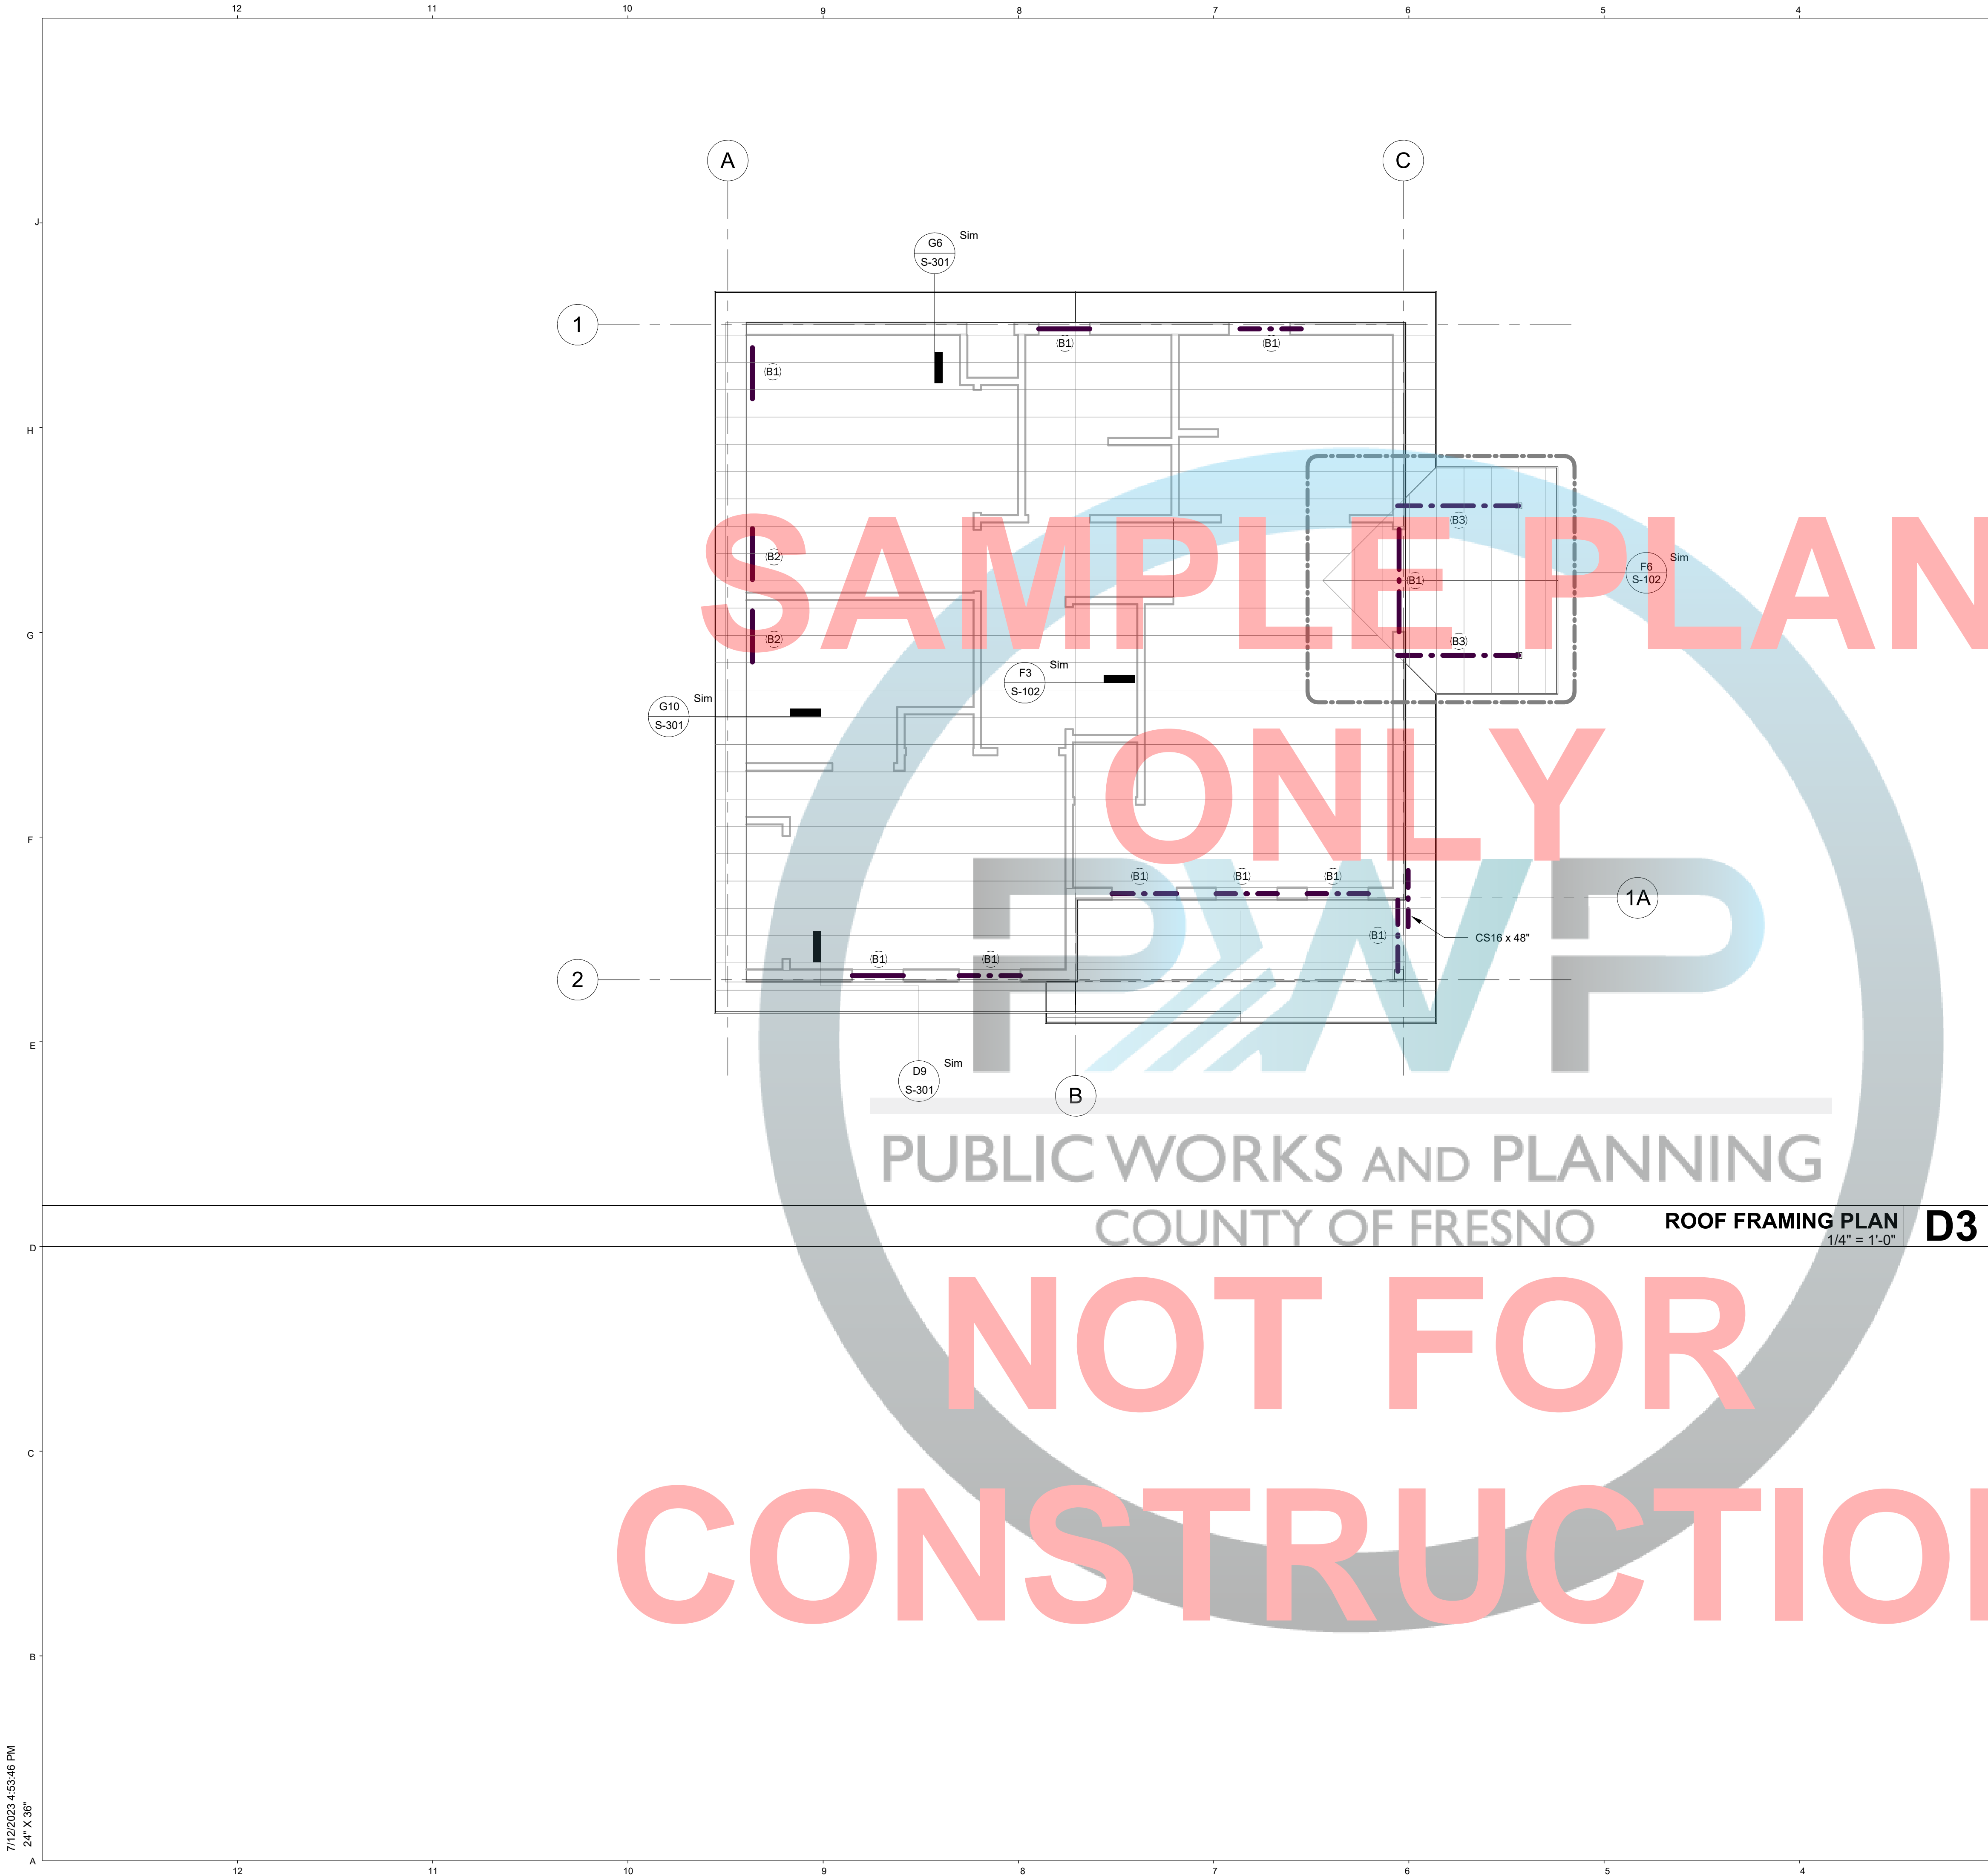 12 11 10 9 8 7 6 5 4
A C
J
G6 Sim
S-301
1
(B1) (B1)
(B1)
H
(B3)
SAMPLE PLAN
(B2)
F6 Sim
S-102
(B1)
G
(B2)
(B3)
F3 Sim
S-102
G10 Sim
S-301
ONLY
F
(B1) (B1) (B1)
1A
PWP
(B1)
CS16 x 48"
(B1) (B1)
2
E
D9 Sim
S-301
B
PUBLIC WORKS AND PLANNING
COUNTY OF FRESNO
ROOF FRAMING PLAN
1/4" = 1'-0"
D3
D
NOT FOR
C
CONSTRUCTION
B
7/12/2023 4:53:46 PM
24" X 36"
A
12 11 10 9 8 7 6 5 4